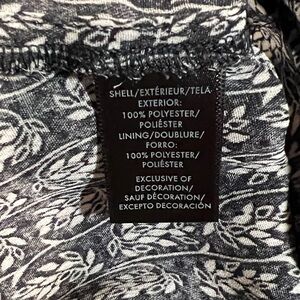 SHELL/EXTÉRIEUR/TELA
EXTERIOR:
100% POLYESTER/
POLIÉSTER
LINING/DOUBLURE/
FORRO:
100% POLYESTER/
POLIÉSTER
EXCLUSIVE OF
DECORATION/
SAUF DÉCORATION/
EXCEPTO DECORACIÓN